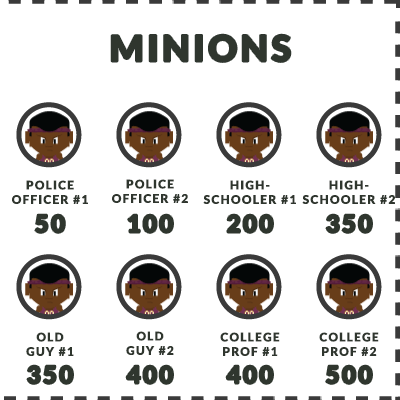 MINIONS
POLICE OFFICER #1
POLICE OFFICER #2
HIGH-SCHOOLER #1
HIGH-SCHOOLER #2
50
100
200
350
OLD GUY #1
OLD GUY #2
COLLEGE PROF #1
COLLEGE PROF #2
350
400
400
500